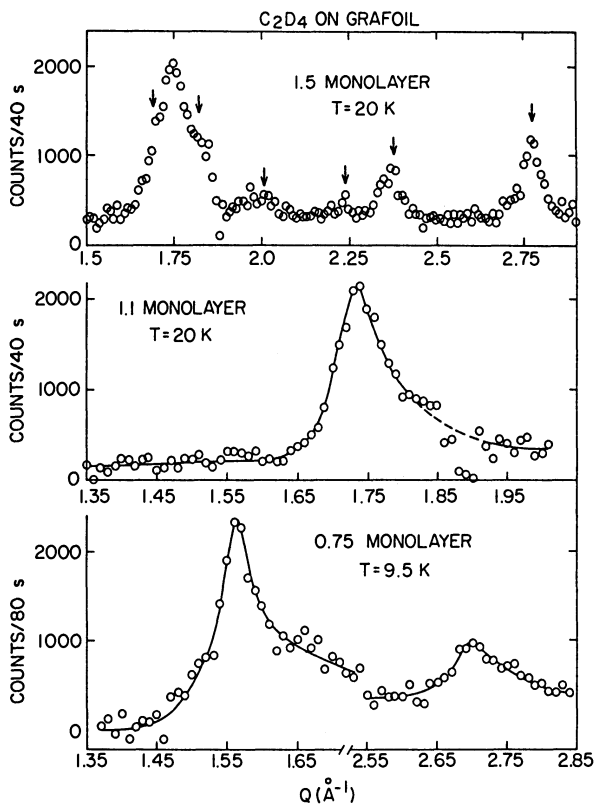 C2D4 ON GRAFOIL
1.5 MONOLAYER
T=20 K
COUNTS/40 s
2000
1000
0
1.5 1.75 2.0 2.25 2.5 2.75
1.1 MONOLAYER
T=20 K
COUNTS/40 s
2000
1000
0
1.35 1.45 1.55 1.65 1.75 1.85 1.95
0.75 MONOLAYER
T=9.5 K
COUNTS/80 s
2000
1000
0
1.35 1.45 1.55 1.65 2.55 2.65 2.75 2.85
Q(Å-1)